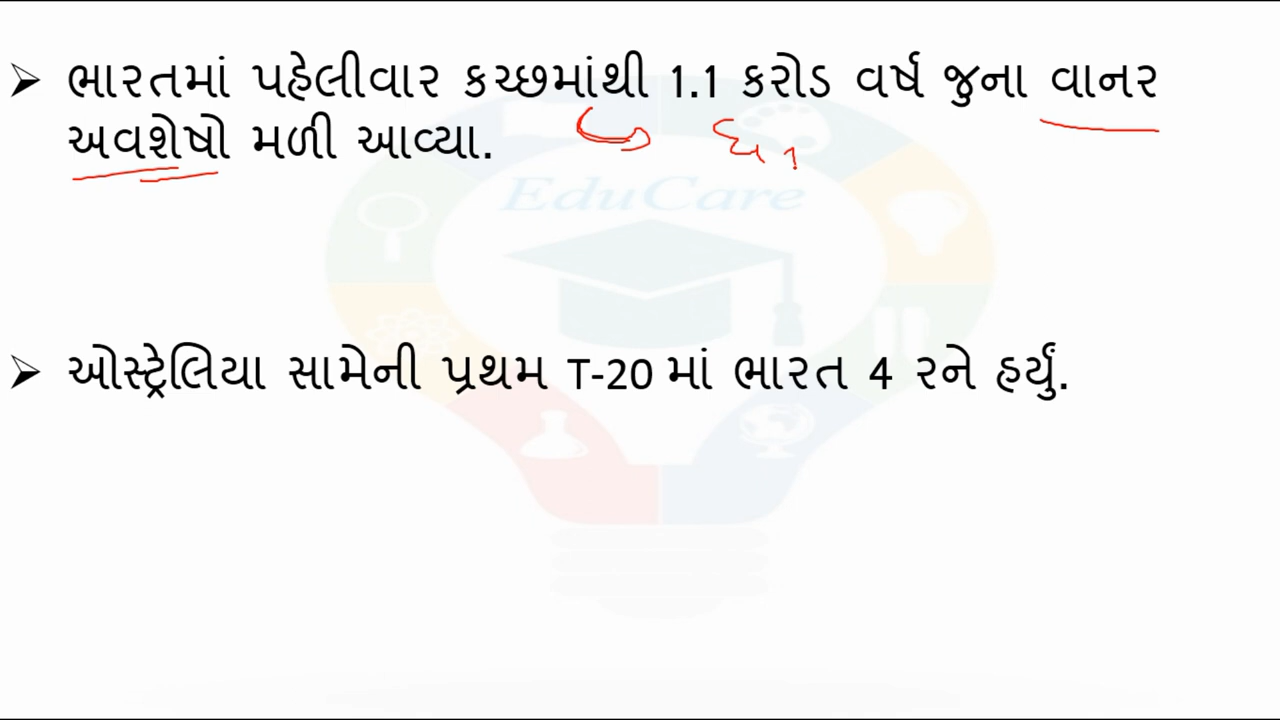 ➢ ભારતમાં પહેલીવાર કચ્છમાંથી 1.1 કરોડ વર્ષ જુના વાનર
અવશેષો મળી આવ્યા.
EduCare
➢ ઓસ્ટ્રેલિયા સામેની પ્રથમ T-20 માં ભારત 4 રને હર્યું.